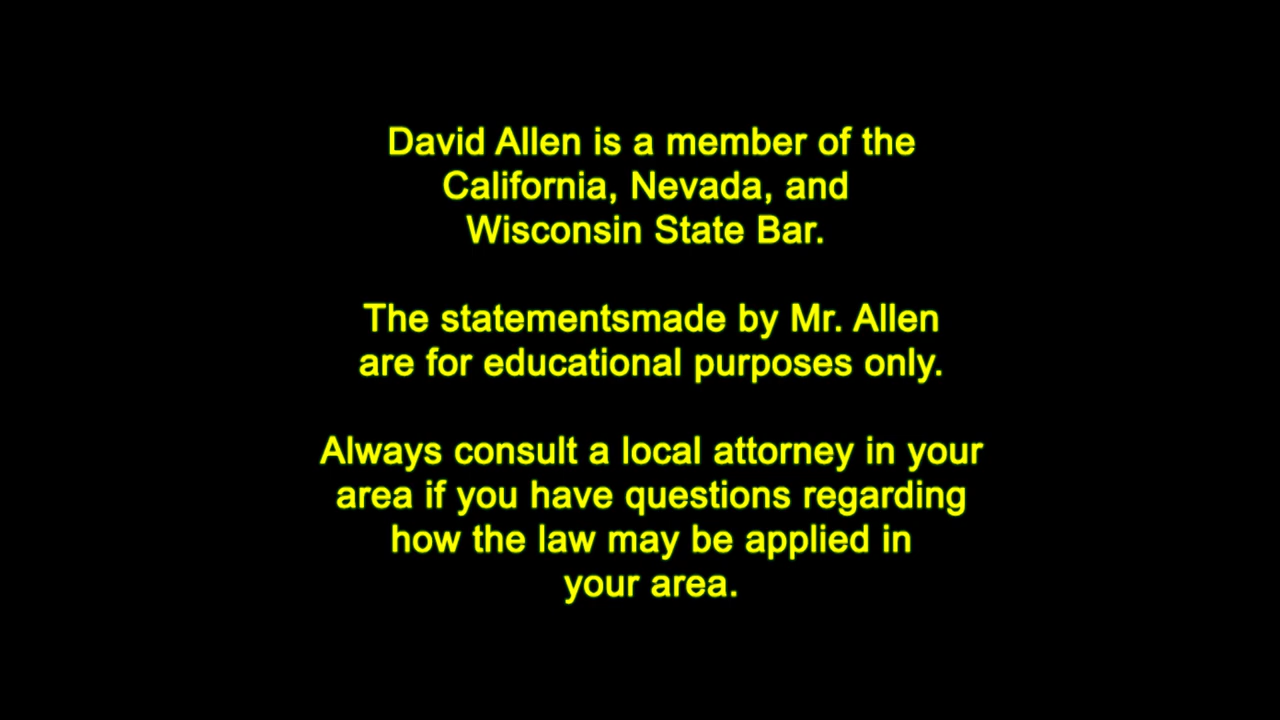 David Allen is a member of the
California, Nevada, and
Wisconsin State Bar.
The statementsmade by Mr. Allen
are for educational purposes only.
Always consult a local attorney in your
area if you have questions regarding
how the law may be applied in
your area.